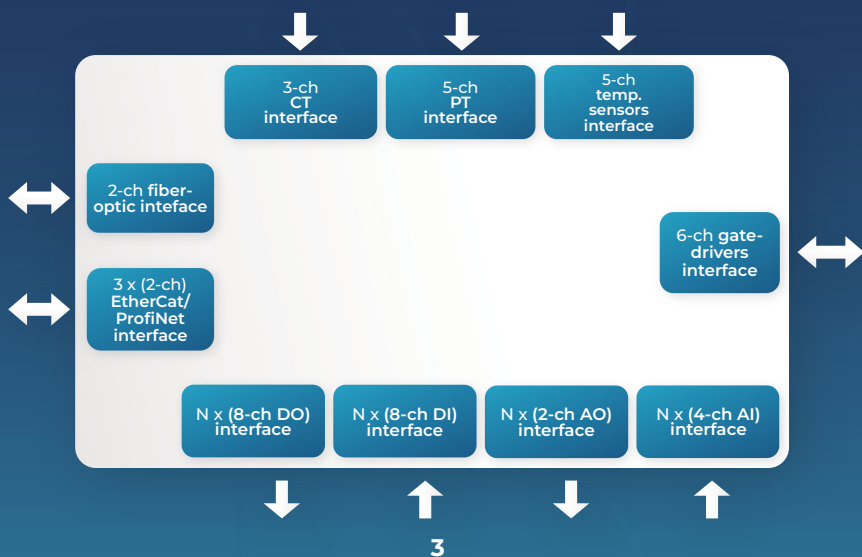 3-ch
CT
interface
5-ch
PT
interface
5-ch
temp.
sensors
interface
2-ch fiber-
optic inteface
6-ch gate-
drivers
interface
3 x (2-ch)
EtherCat/
ProfiNet
interface
N x (8-ch DO)
interface
N x (8-ch DI)
interface
N x (2-ch AO)
interface
N x (4-ch AI)
interface
3